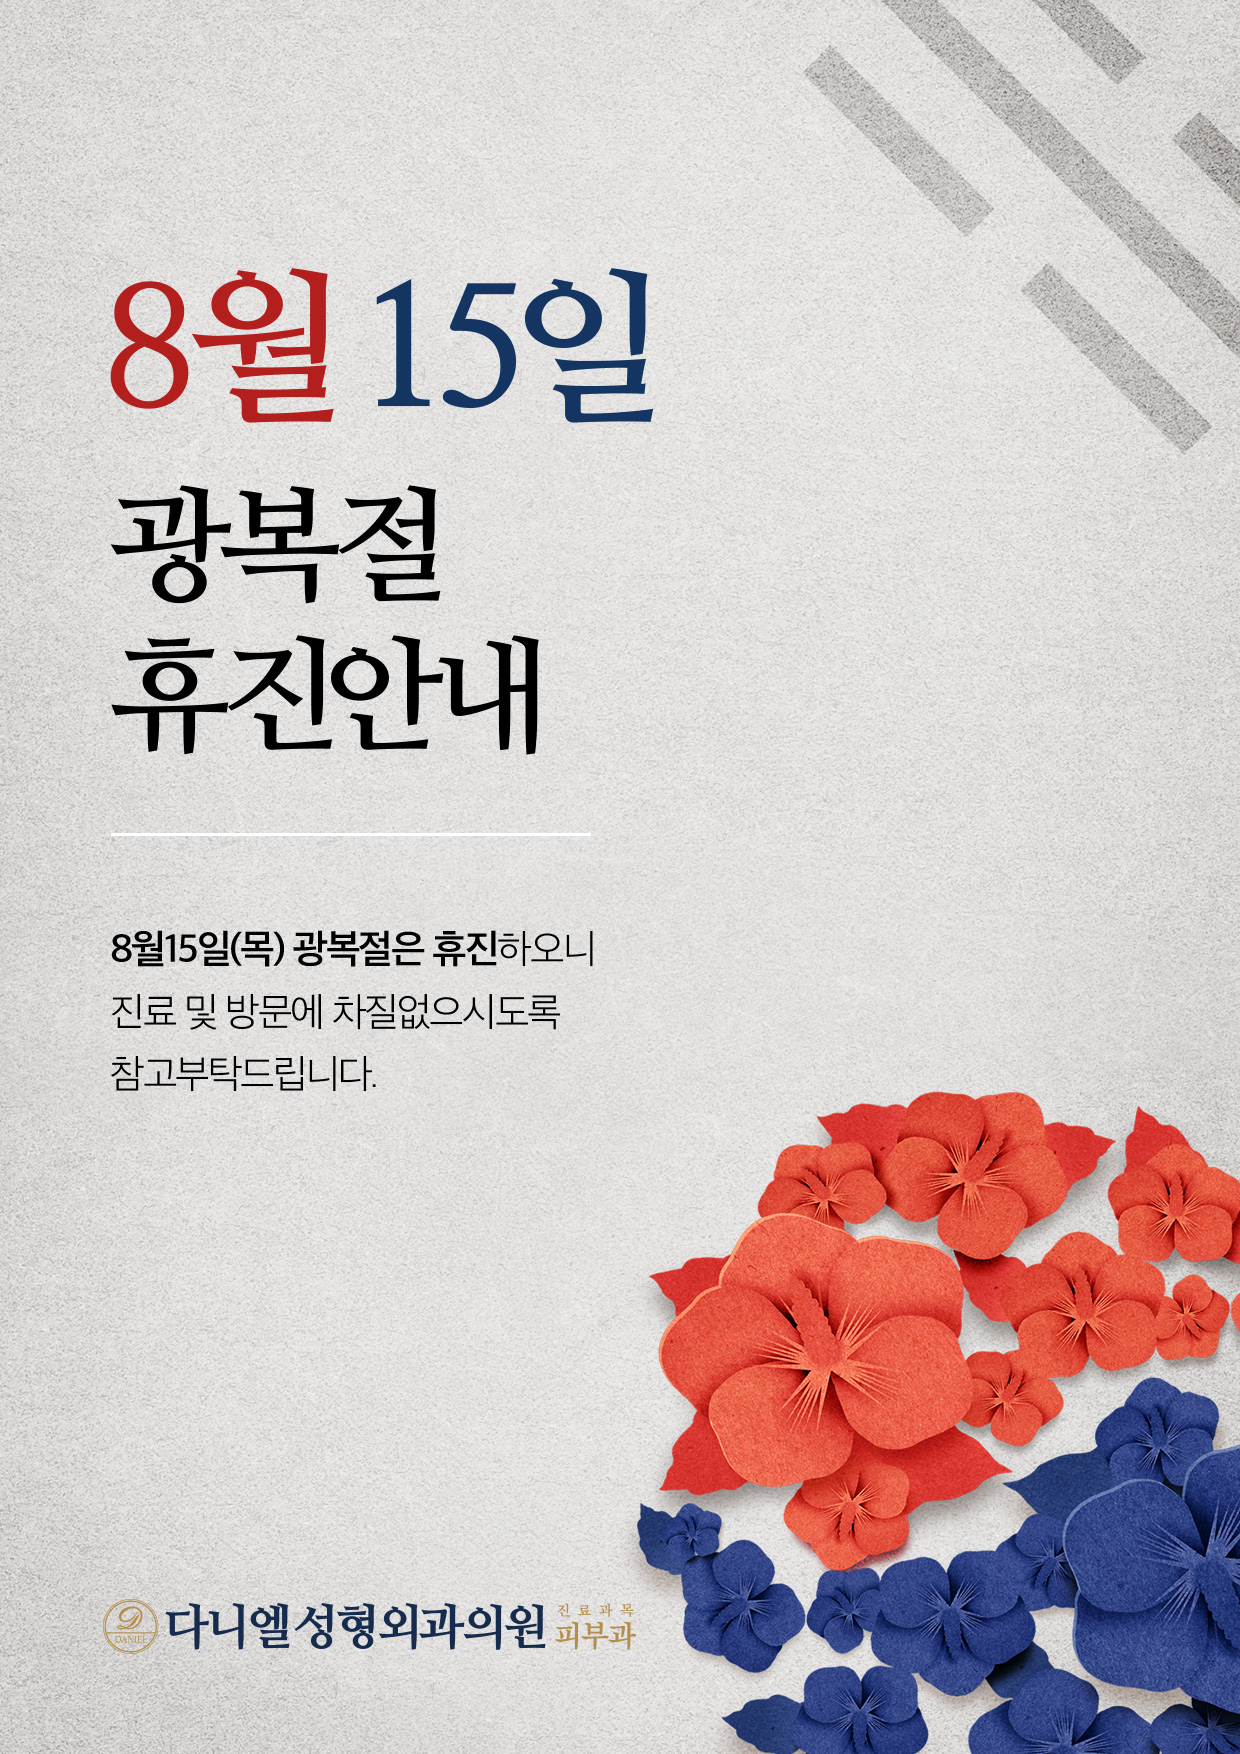 8월 15일
광복절
휴진안내
8월15일(목) 광복절은 휴진하오니
진료 및 방문에 차질없으시도록
참고부탁드립니다.
D
DANIEL
다니엘성형외과의원
진료과목
피부과